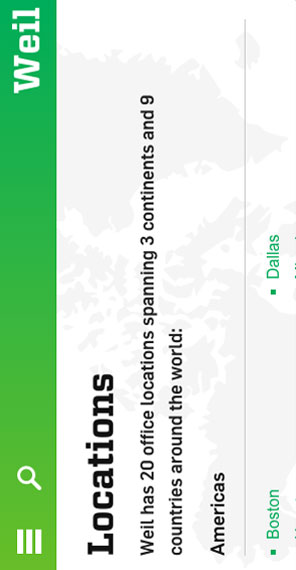 Weil
Locations
Weil has 20 office locations spanning 3 continents and 9
countries around the world:
Americas
Boston
Dallas